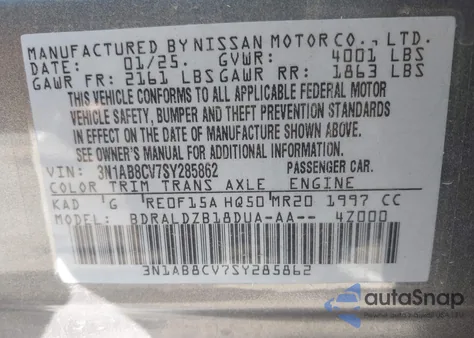 MANUFACTURED BY NISSAN MOTOR CO., LTD.
DATE: 01/25. GVWR: 4001 LBS
GAWR FR: 2161 LBS GAWR RR: 1863 LBS
THIS VEHICLE CONFORMS TO ALL APPLICABLE FEDERAL MOTOR
VEHICLE SAFETY, BUMPER AND THEFT PREVENTION STANDARDS
IN EFFECT ON THE DATE OF MANUFACTURE SHOWN ABOVE.
SEE OWNER'S MANUAL FOR ADDITIONAL INFORMATION.
VIN: 3N1AB8CV7SY285862 PASSENGER CAR.
COLOR TRIM TRANS AXLE ENGINE
KAD G RE0F15A HQ50 MR20 1997 CC
MODEL: BDRALDZB18DUA-AA-- 4Z000
3N1AB8CV7SY285862
autoSnap